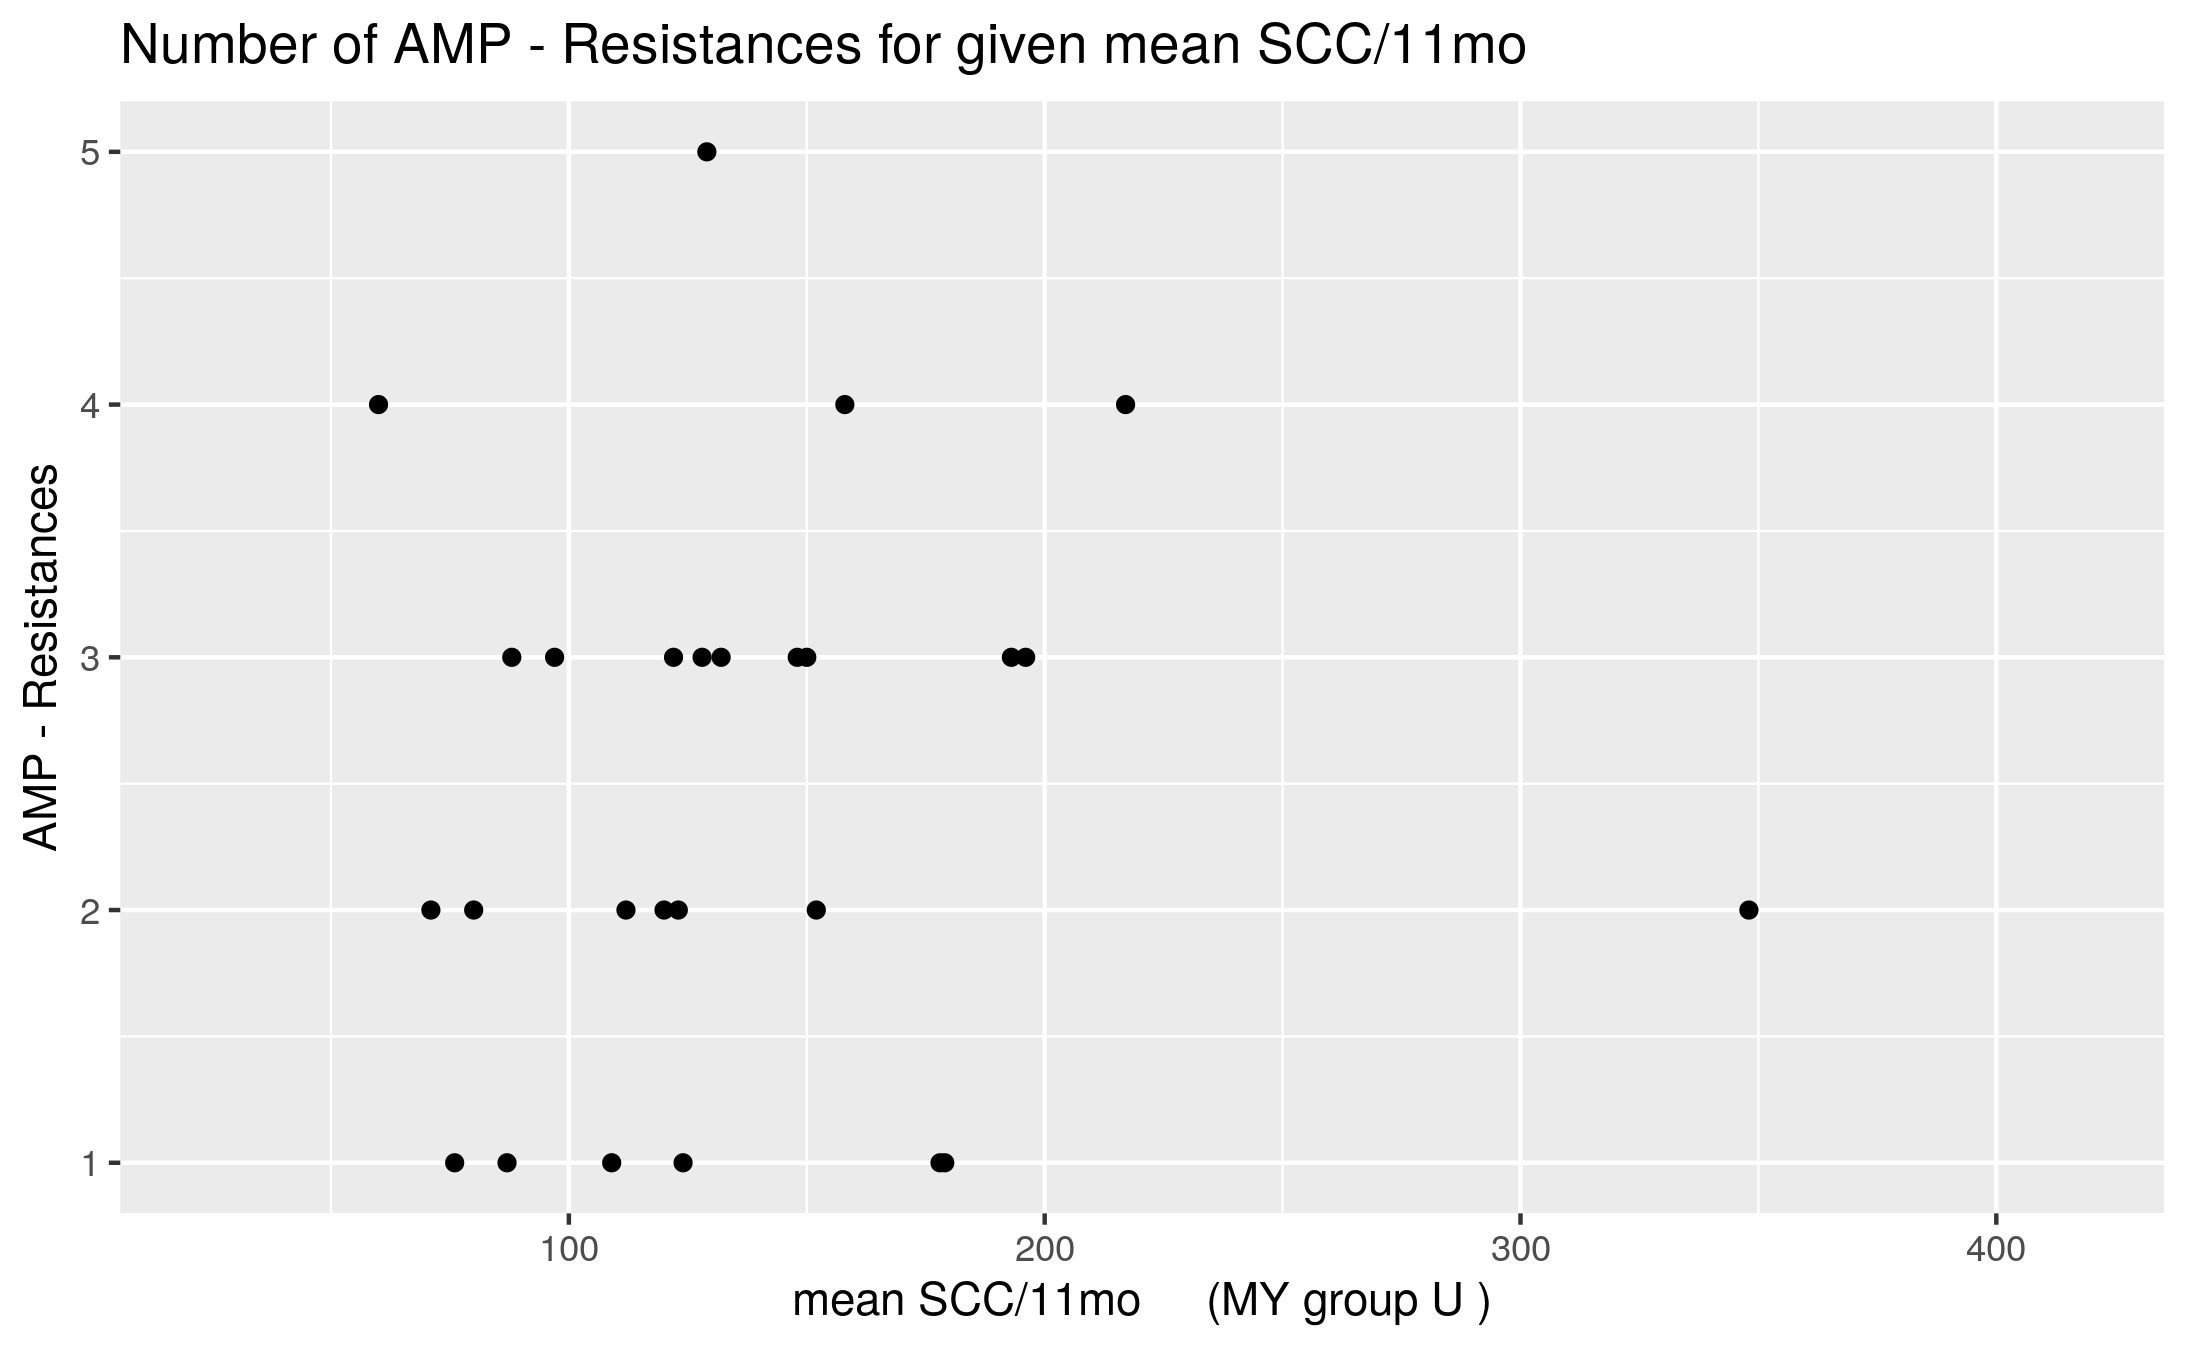 Number of AMP - Resistances for given mean SCC/11mo
AMP - Resistances
5
4
3
2
1
100 200 300 400
mean SCC/11mo (MY group U )